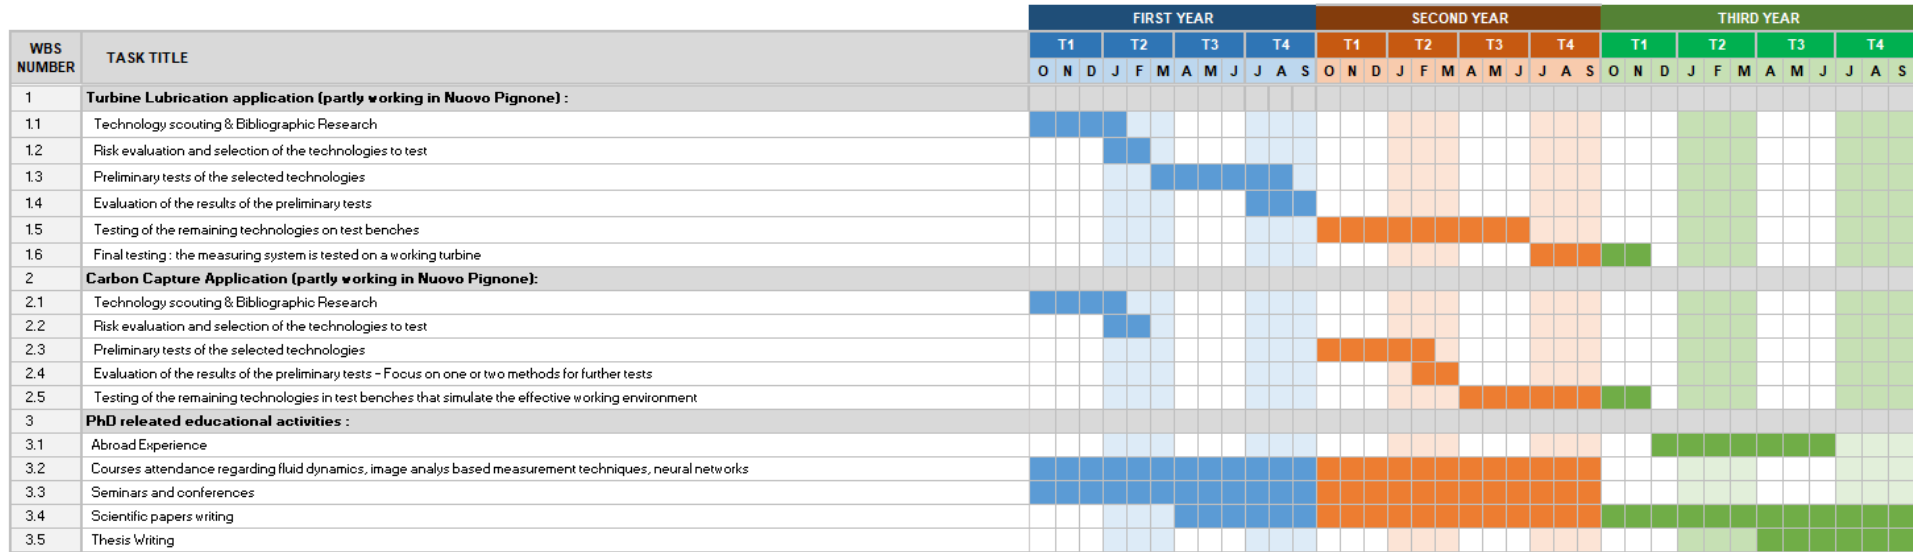 FIRST YEAR SECOND YEAR THIRD YEAR
WBS NUMBER TASK TITLE T1 T2 T3 T4 T1 T2 T3 T4 T1 T2 T3 T4
O N D J F M A M J J A S O N D J F M A M J J A S O N D J F M A M J J A S
1 Turbine Lubrication application (partly working in Nuovo Pignone) :
1.1 Technology scouting & Bibliographic Research
1.2 Risk evaluation and selection of the technologies to test
1.3 Preliminary tests of the selected technologies
1.4 Evaluation of the results of the preliminary tests
1.5 Testing of the remaining technologies on test benches
1.6 Final testing : the measuring system is tested on a working turbine
2 Carbon Capture Application (partly working in Nuovo Pignone):
2.1 Technology scouting & Bibliographic Research
2.2 Risk evaluation and selection of the technologies to test
2.3 Preliminary tests of the selected technologies
2.4 Evaluation of the results of the preliminary tests - Focus on one or two methods for further tests
2.5 Testing of the remaining technologies in test benches that simulate the effective working environment
3 PhD releated educational activities :
3.1 Abroad Experience
3.2 Courses attendance regarding fluid dynamics, image analys based measurement techniques, neural networks
3.3 Seminars and conferences
3.4 Scientific papers writing
3.5 Thesis Writing